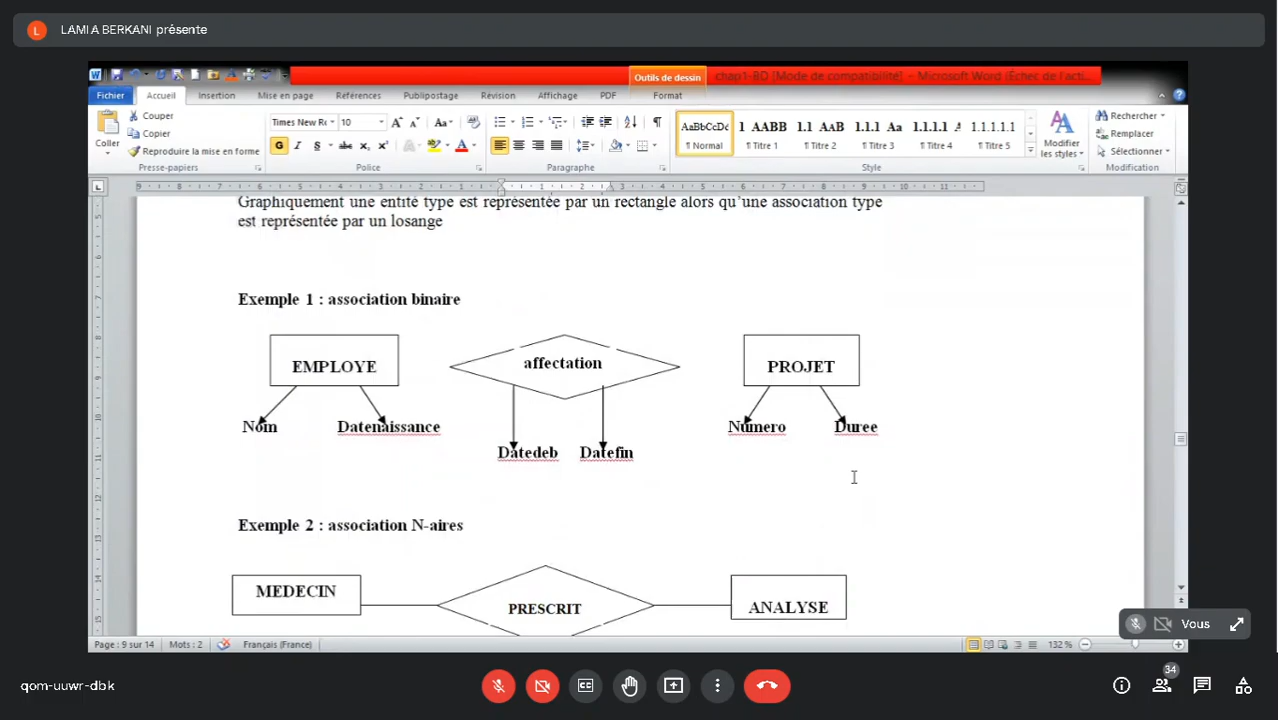 L LAMIA BERKANI présente
Outils de dessin
chap1-BD [Mode de compatibilité] - Microsoft Word (Échec de l'acti...
Fichier Accueil Insertion Mise en page Références Publipostage Révision Affichage PDF Format
Coller
Couper
Copier
Reproduire la mise en forme
Presse-papiers
Times New Ro 10
Police
Paragraphe
AaBbCcDc 1 AABB 1.1 AaB 1.1.1 Aa 1.1.1.1 A 1.1.1.1.1
¶ Normal ¶ Titre 1 ¶ Titre 2 ¶ Titre 3 ¶ Titre 4 ¶ Titre 5
Style
Modifier les styles
Rechercher
Remplacer
Sélectionner
Modification
Graphiquement une entité type est représentée par un rectangle alors qu'une association type
est représentée par un losange
Exemple 1 : association binaire
EMPLOYE affectation PROJET
Nom Datenaissance Numero Duree
Datedeb Datefin
Exemple 2 : association N-aires
MEDECIN PRESCRIT ANALYSE
Vous
Page : 9 sur 14 Mots : 2 Français (France) 132 %
qom-uuwr-dbk
34